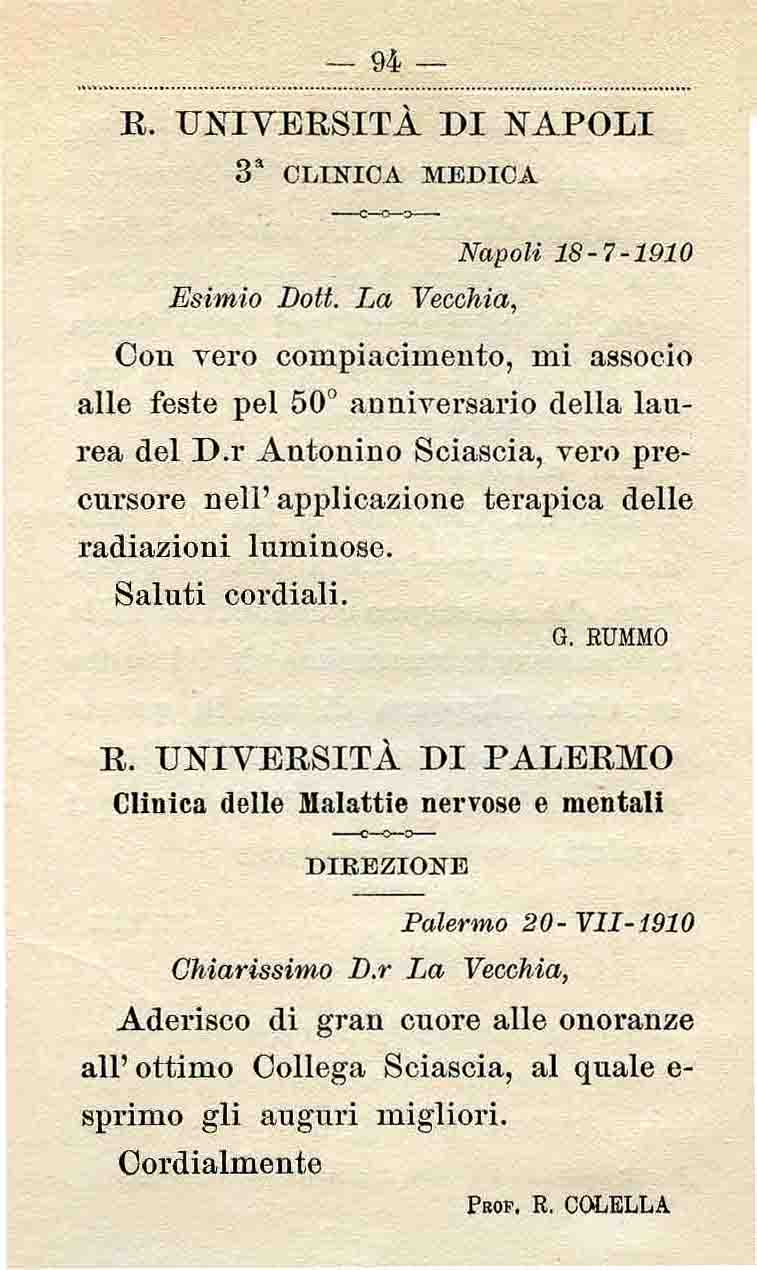 — 94 —
R. UNIVERSITÀ DI NAPOLI
3ª CLINICA MEDICA
Napoli 18-7-1910
Esimio Dott. La Vecchia,
Con vero compiacimento, mi associo
alle feste pel 50° anniversario della lau-
rea del D.r Antonino Sciascia, vero pre-
cursore nell' applicazione terapica delle
radiazioni luminose.
Saluti cordiali.
G. RUMMO
R. UNIVERSITÀ DI PALERMO
Clinica delle Malattie nervose e mentali
DIREZIONE
Palermo 20-VII-1910
Chiarissimo D.r La Vecchia,
Aderisco di gran cuore alle onoranze
all' ottimo Collega Sciascia, al quale e-
sprimo gli auguri migliori.
Cordialmente
PROF. R. COLELLA